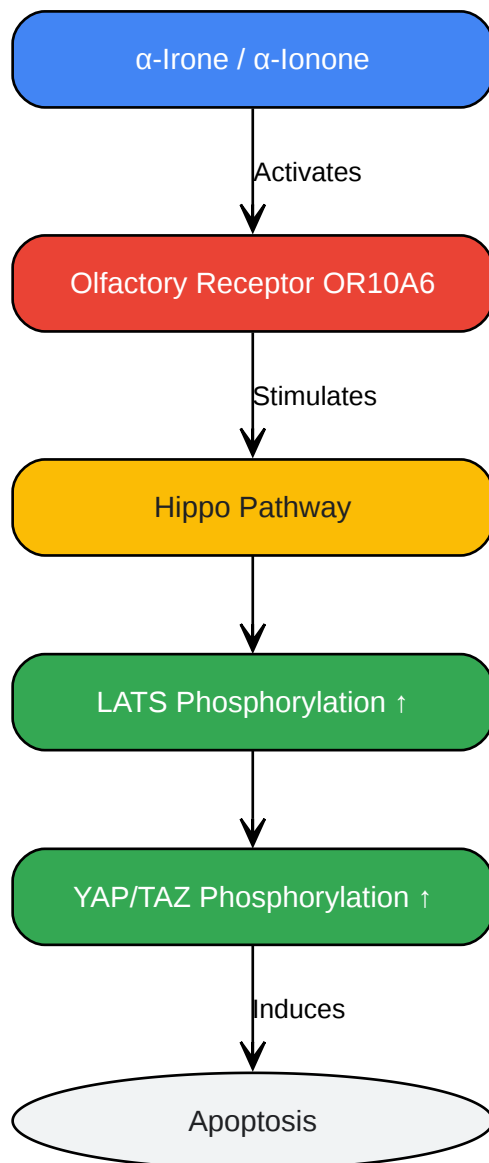 α-Irone / α-Ionone
Activates
Olfactory Receptor OR10A6
Stimulates
Hippo Pathway
LATS Phosphorylation ↑
YAP/TAZ Phosphorylation ↑
Induces
Apoptosis